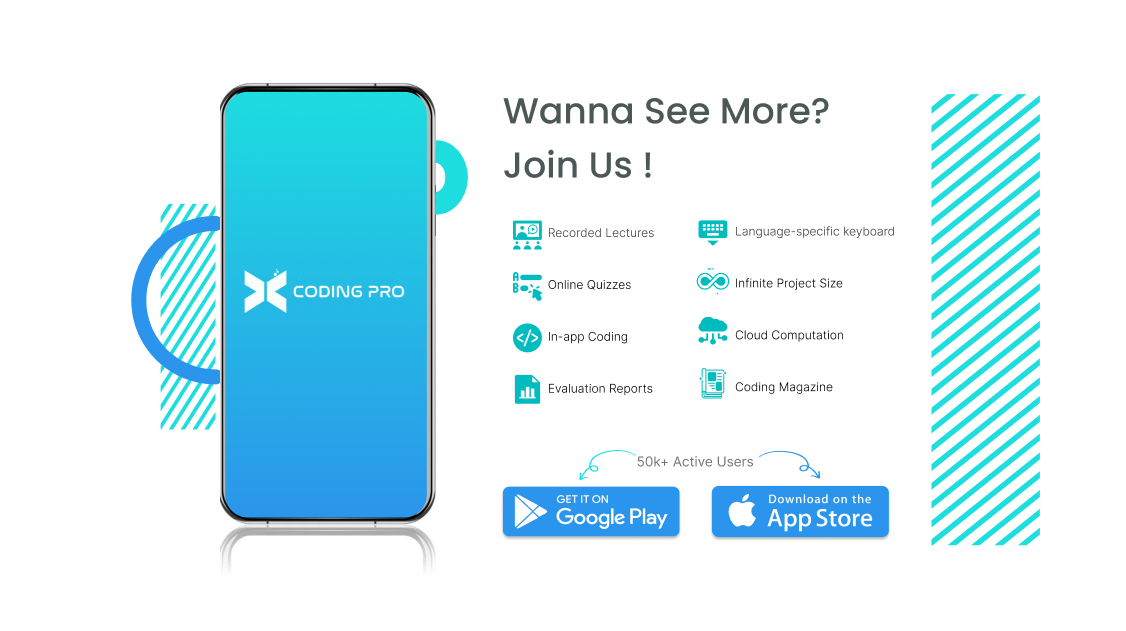 Wanna See More?
Join Us !
CODING PRO
Recorded Lectures
Language-specific keyboard
Online Quizzes
Infinite Project Size
In-app Coding
Cloud Computation
Evaluation Reports
Coding Magazine
50k+ Active Users
GET IT ON
Google Play
Download on the
App Store